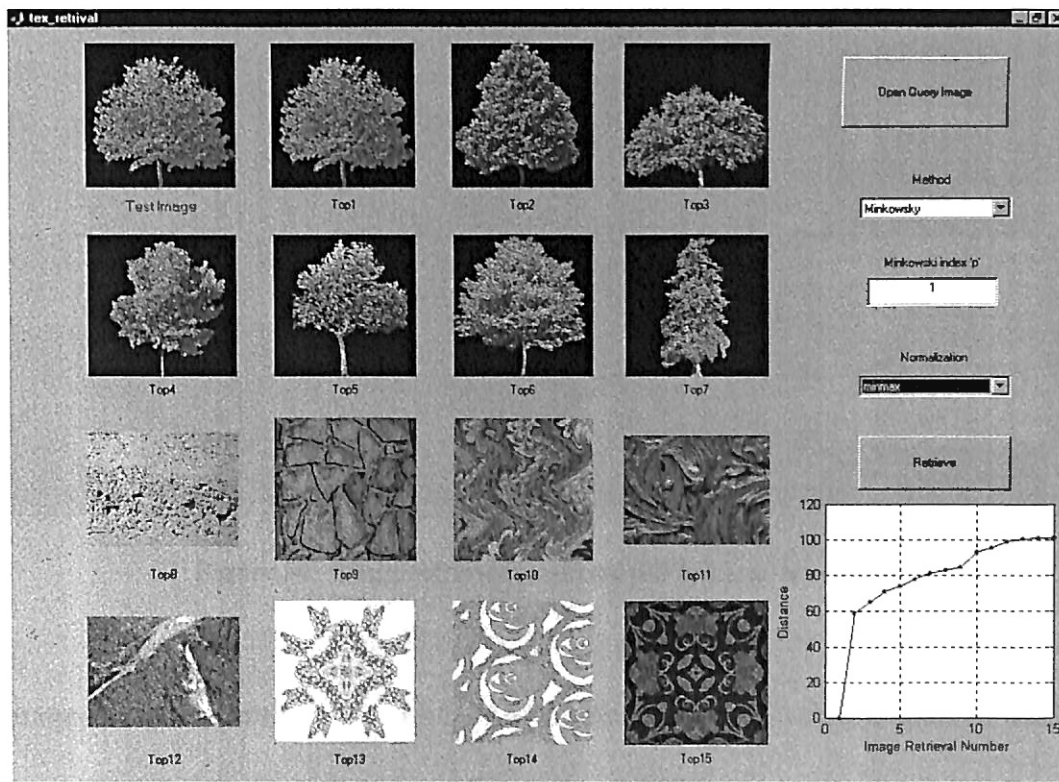 tex_retrival
Test Image
Top1
Top2
Top3
Top4
Top5
Top6
Top7
Top8
Top9
Top10
Top11
Top12
Top13
Top14
Top15
Open Query Image
Method
Minkowsky
Minkowski index 'p'
1
Normalization
minmax
Retrieve
120
100
80
60
40
20
0
0
5
10
15
Distance
Image Retrieval Number